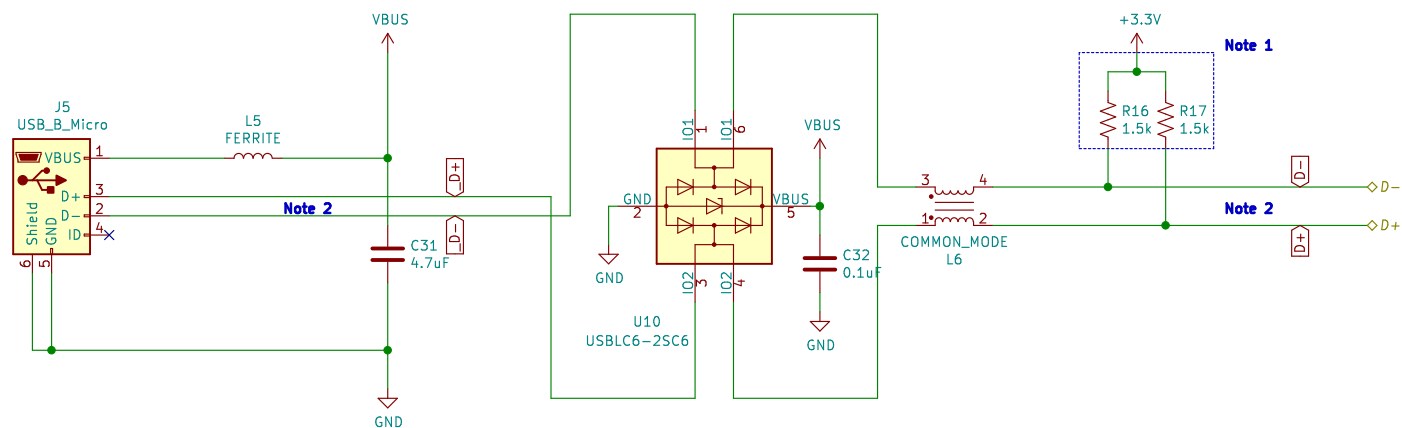 VBUS
+3.3V
Note 1
J5
USB_B_Micro
L5
FERRITE
R16
1.5k
R17
1.5k
VBUS
1
D+
3
D-
2
ID
4
Shield
6
GND
5
_D+
_D-
Note 2
C31
4.7uF
GND
IO1
1
IO1
6
GND
2
VBUS
5
IO2
3
IO2
4
U10
USBLC6-2SC6
GND
VBUS
C32
0.1uF
GND
3
4
1
2
COMMON_MODE
L6
D-
Note 2
D+
D-
D+